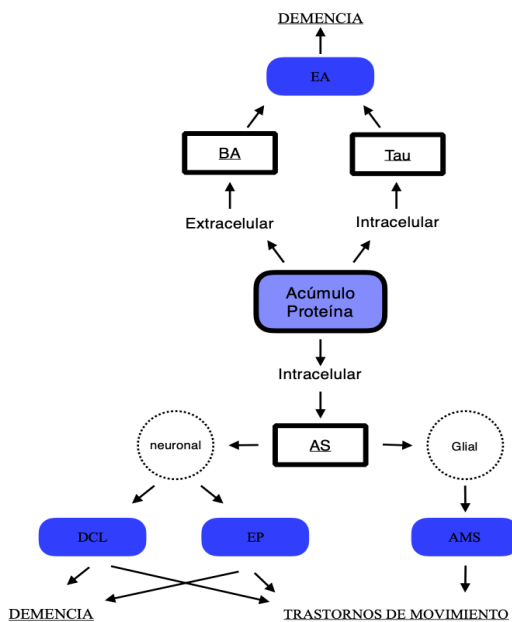 DEMENCIA
EA
BA
Tau
Extracelular
Intracelular
Acúmulo
Proteína
Intracelular
neuronal
AS
Glial
DCL
EP
AMS
DEMENCIA
TRASTORNOS DE MOVIMIENTO